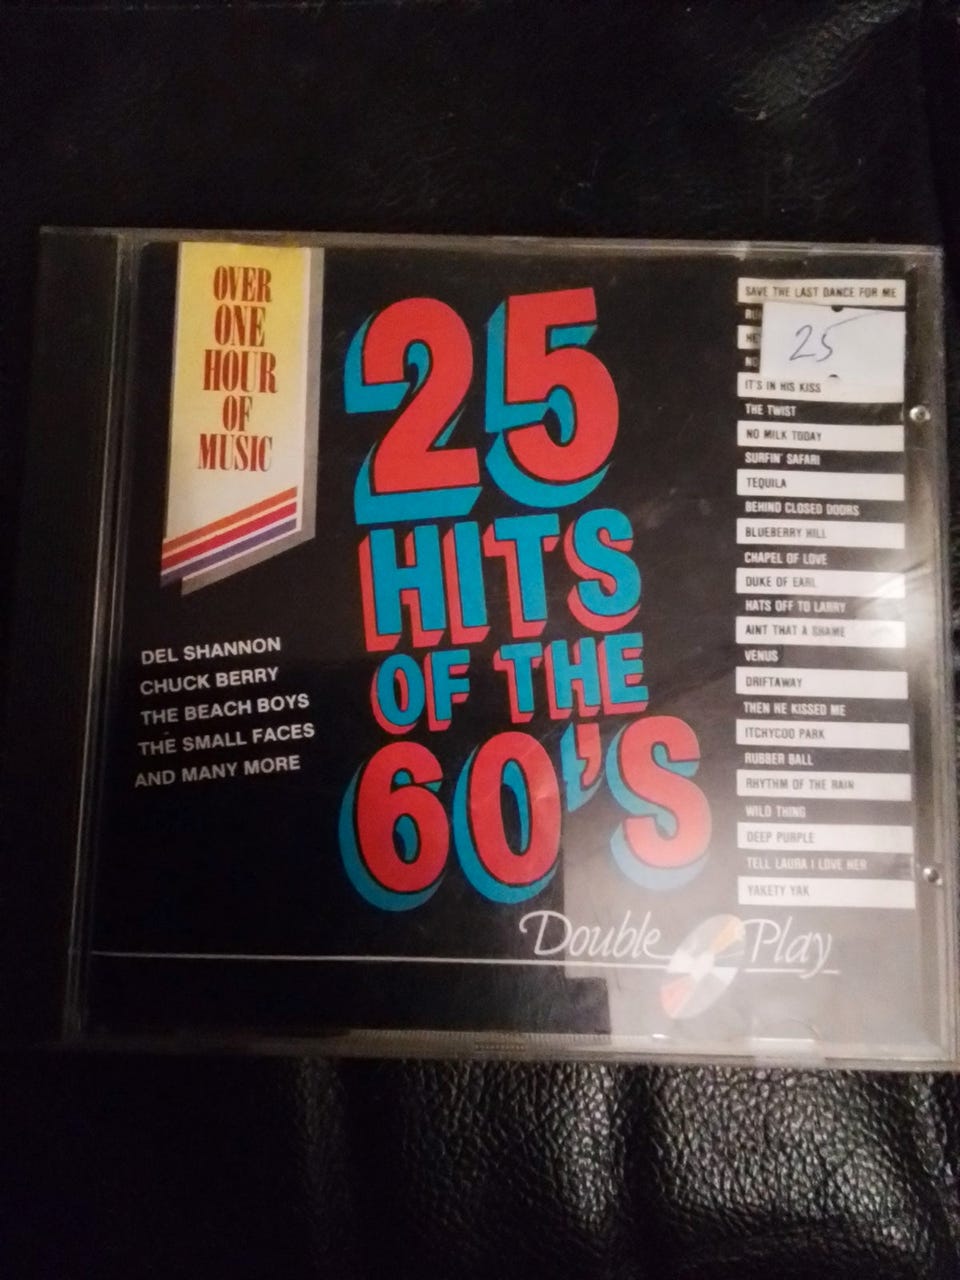 OVER
ONE
HOUR
OF
MUSIC
25
HITS
OF THE
60'S
DEL SHANNON
CHUCK BERRY
THE BEACH BOYS
THE SMALL FACES
AND MANY MORE
SAVE THE LAST DANCE FOR ME
25
IT'S IN HIS KISS
THE TWIST
NO MILK TODAY
SURFIN' SAFARI
TEQUILA
BEHIND CLOSED DOORS
BLUEBERRY HILL
CHAPEL OF LOVE
DUKE OF EARL
HATS OFF TO LARRY
AINT THAT A SHAME
VENUS
DRIFTAWAY
THEN HE KISSED ME
ITCHYCOO PARK
RUBBER BALL
RHYTHM OF THE RAIN
WILD THING
DEEP PURPLE
TELL LAURA I LOVE HER
YAKETY YAK
Double Play